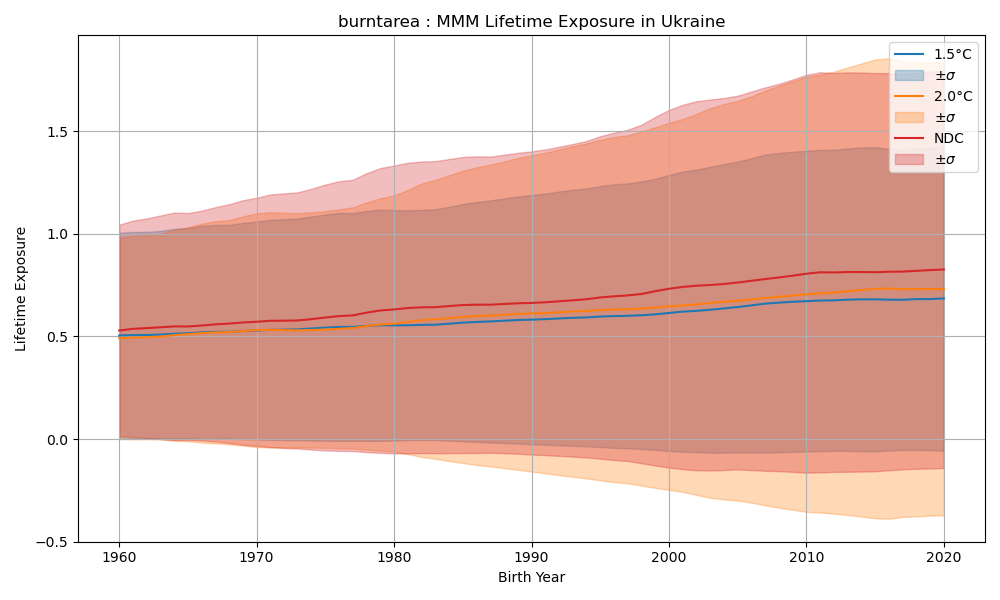 burntarea : MMM Lifetime Exposure in Ukraine
1.5°C
±σ
2.0°C
±σ
NDC
±σ
Lifetime Exposure
1.5
1.0
0.5
0.0
−0.5
1960 1970 1980 1990 2000 2010 2020
Birth Year